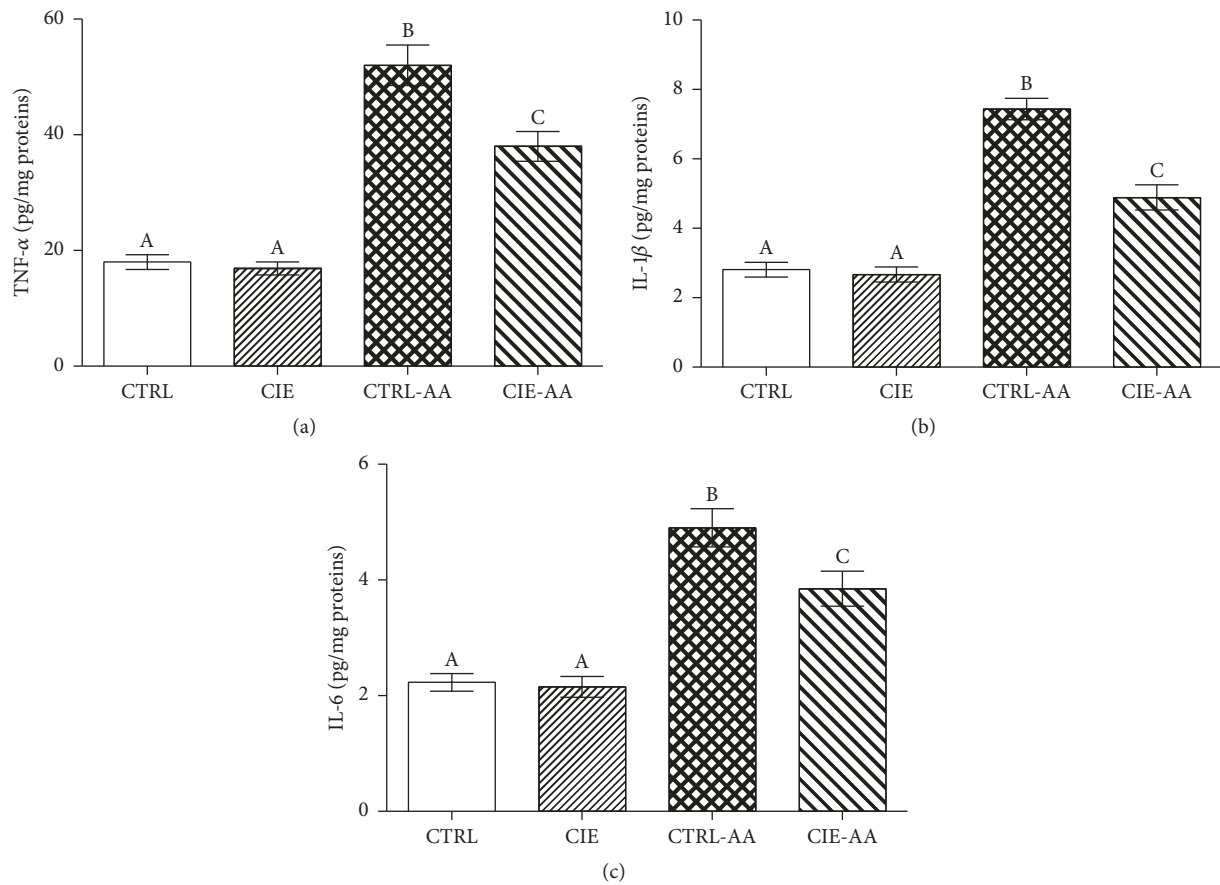 60
40
20
0
TNF-α (pg/mg proteins)
A
A
B
C
CTRL
CIE
CTRL-AA
CIE-AA
(a)
10
8
6
4
2
0
IL-1β (pg/mg proteins)
A
A
B
C
CTRL
CIE
CTRL-AA
CIE-AA
(b)
6
4
2
0
IL-6 (pg/mg proteins)
A
A
B
C
CTRL
CIE
CTRL-AA
CIE-AA
(c)